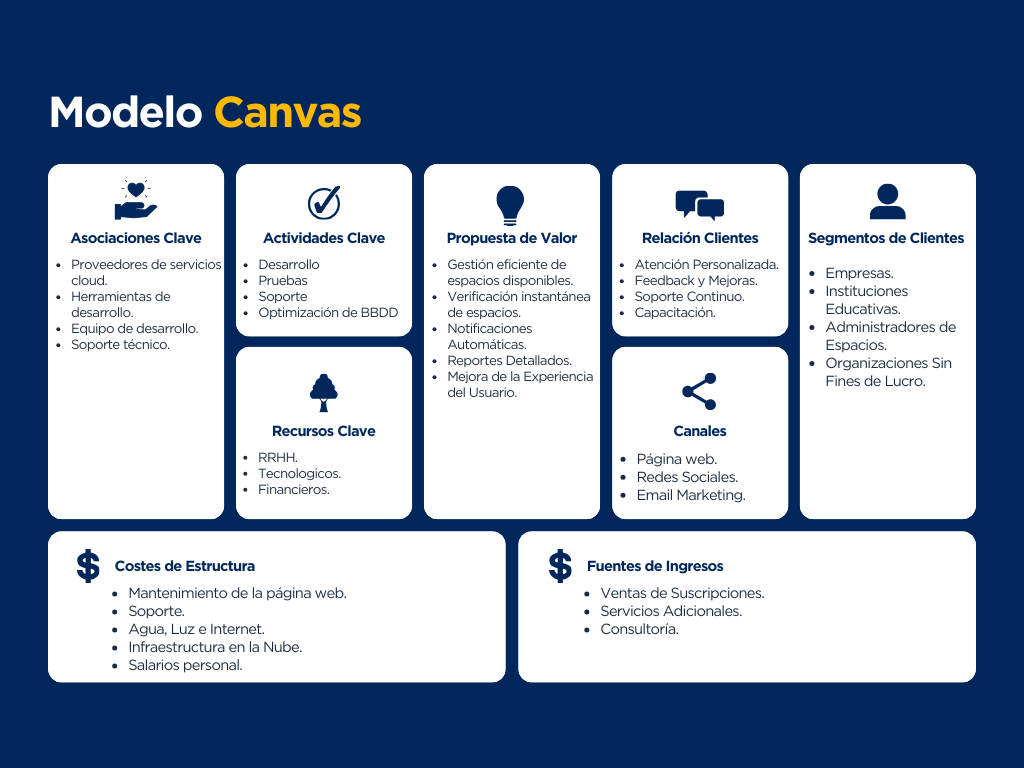 Modelo Canvas
Asociaciones Clave
• Proveedores de servicios
cloud.
• Herramientas de
desarrollo.
• Equipo de desarrollo.
• Soporte técnico.
Actividades Clave
• Desarrollo
• Pruebas
• Soporte
• Optimización de BBDD
Recursos Clave
• RRHH.
• Tecnologicos.
• Financieros.
Propuesta de Valor
• Gestión eficiente de
espacios disponibles.
• Verificación instantánea
de espacios.
• Notificaciones
Automáticas.
• Reportes Detallados.
• Mejora de la Experiencia
del Usuario.
Relación Clientes
• Atención Personalizada.
• Feedback y Mejoras.
• Soporte Continuo.
• Capacitación.
Canales
• Página web.
• Redes Sociales.
• Email Marketing.
Segmentos de Clientes
• Empresas.
• Instituciones
Educativas.
• Administradores de
Espacios.
• Organizaciones Sin
Fines de Lucro.
$ Costes de Estructura
• Mantenimiento de la página web.
• Soporte.
• Agua, Luz e Internet.
• Infraestructura en la Nube.
• Salarios personal.
$ Fuentes de Ingresos
• Ventas de Suscripciones.
• Servicios Adicionales.
• Consultoría.